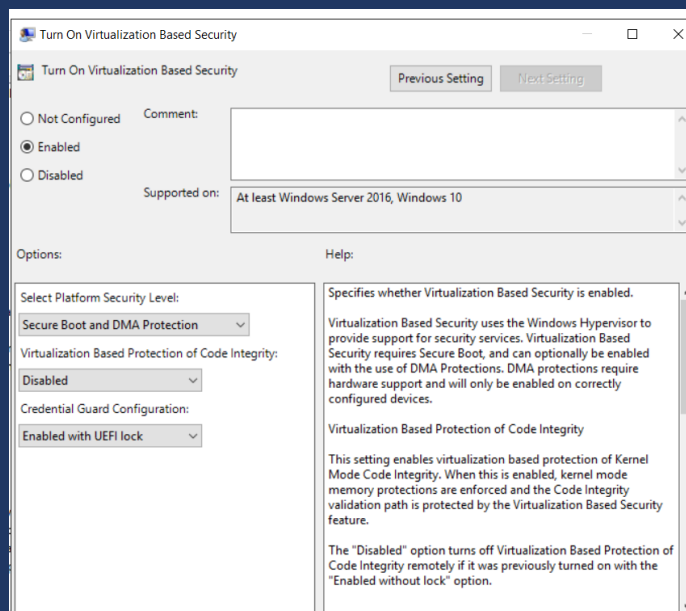 Turn On Virtualization Based Security
Turn On Virtualization Based Security
Previous Setting
Next Setting
Not Configured
Enabled
Disabled
Comment:
Supported on:
At least Windows Server 2016, Windows 10
Options:
Help:
Select Platform Security Level:
Secure Boot and DMA Protection
Virtualization Based Protection of Code Integrity:
Disabled
Credential Guard Configuration:
Enabled with UEFI lock
Specifies whether Virtualization Based Security is enabled.
Virtualization Based Security uses the Windows Hypervisor to
provide support for security services. Virtualization Based
Security requires Secure Boot, and can optionally be enabled
with the use of DMA Protections. DMA protections require
hardware support and will only be enabled on correctly
configured devices.
Virtualization Based Protection of Code Integrity
This setting enables virtualization based protection of Kernel
Mode Code Integrity. When this is enabled, kernel mode
memory protections are enforced and the Code Integrity
validation path is protected by the Virtualization Based Security
feature.
The "Disabled" option turns off Virtualization Based Protection of
Code Integrity remotely if it was previously turned on with the
"Enabled without lock" option.